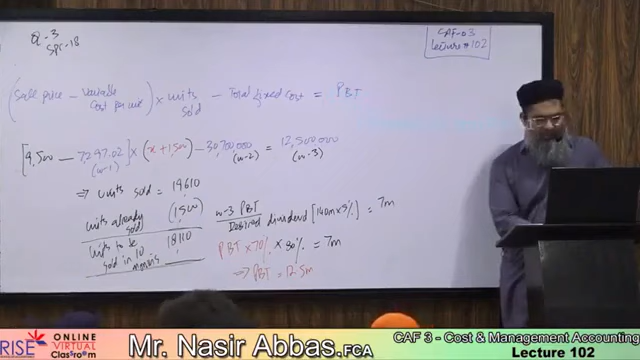 Q-3
Spr-18
CAF-03
Lecture #102
(Sale price - Variable Cost per unit) × units sold - Total fixed cost = PBT
[9,500 - 7297.02] × (x + 1,500) - 30,700,000 = 12,500,000
(w-1) (w-2) (w-3)
⇒ units sold = 19610
units already sold (1500)
units to be sold in 10 months 18110
w-3 PBT
Desired dividend [140m × 5%] = 7m
PBT × 70% × 80% = 7m
⇒ PBT = 12.5m
RISE ONLINE VIRTUAL Classroom
Mr. Nasir Abbas.FCA
CAF 3 - Cost & Management Accounting
Lecture 102